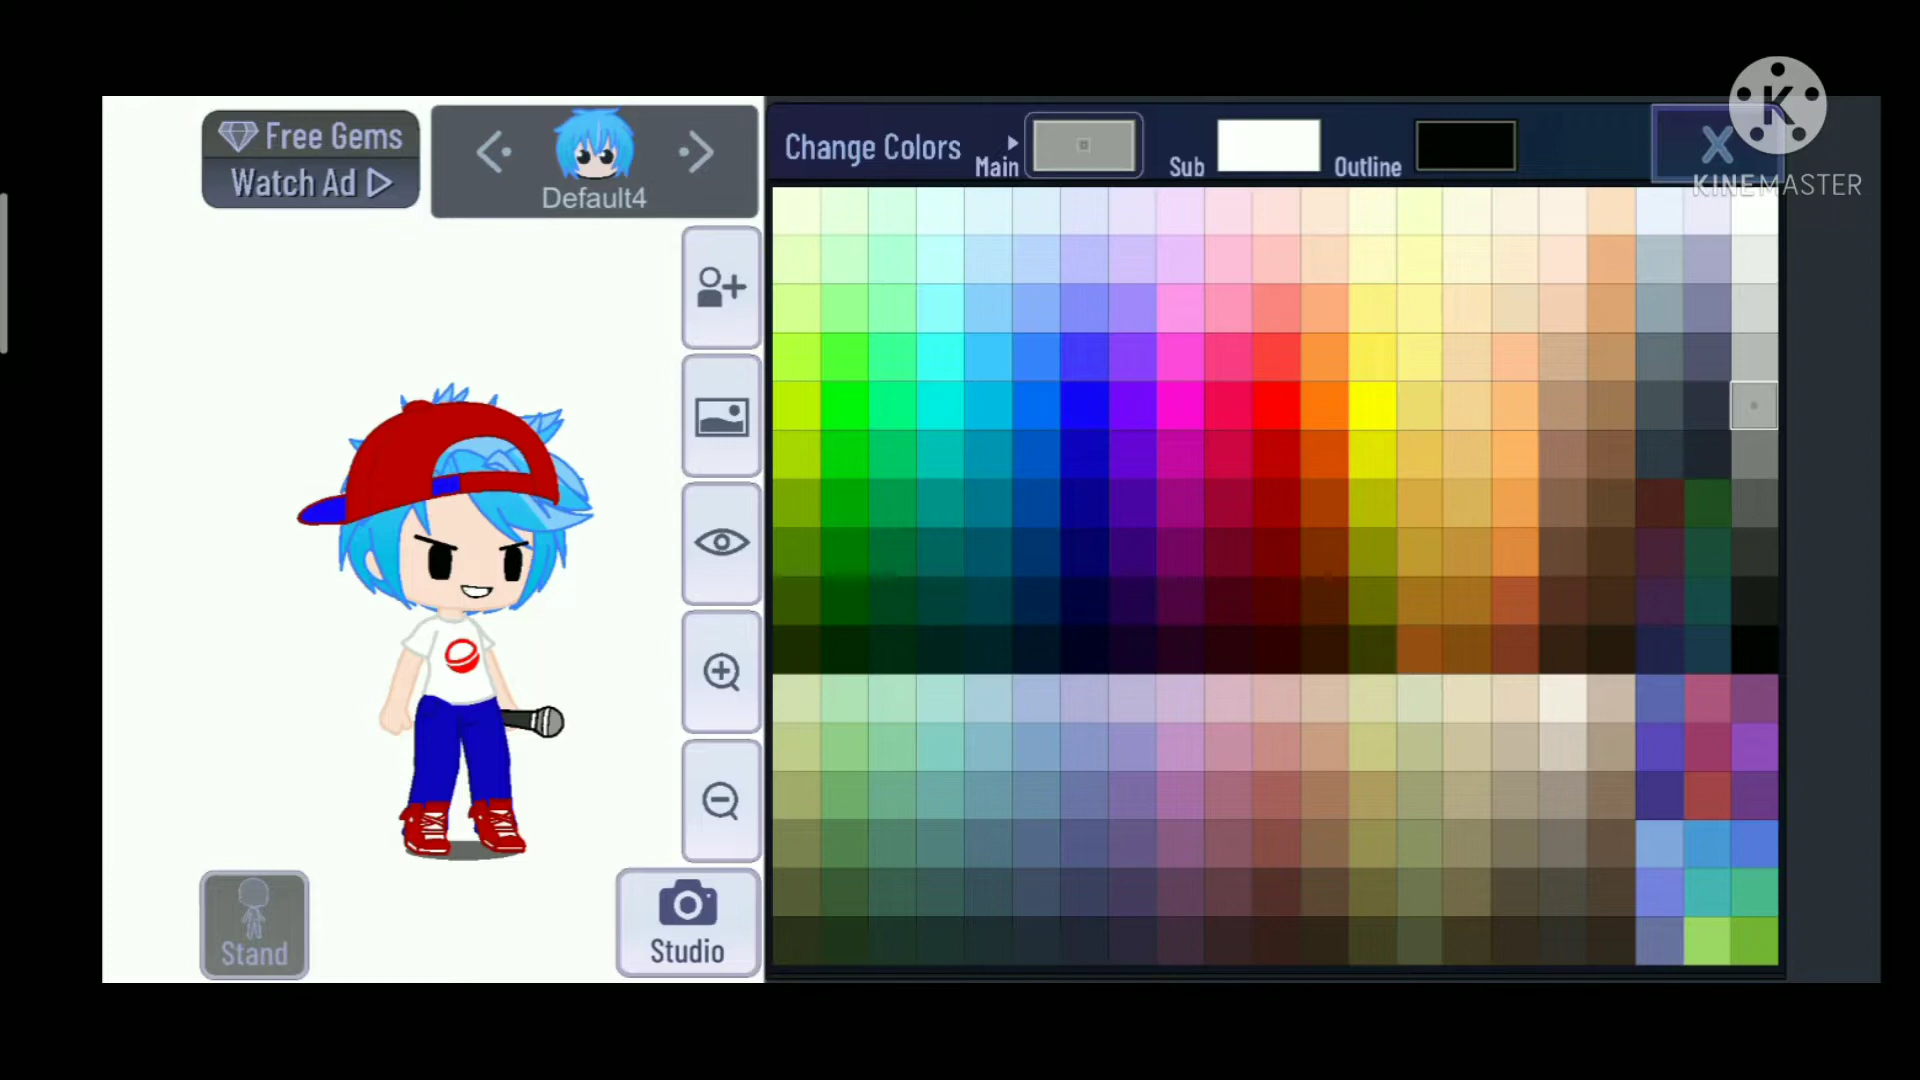 Free Gems
Watch Ad
Default4
Change Colors
Main
Sub
Outline
X
K
KINEMASTER
Stand
Studio